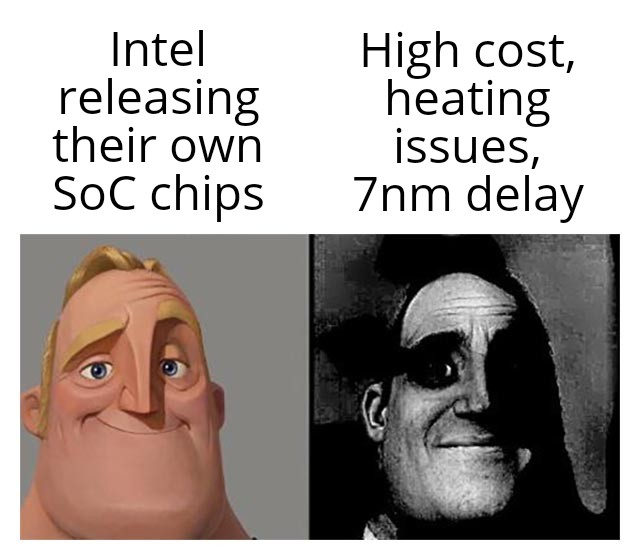 Intel
releasing
their own
SoC chips
High cost,
heating
issues,
7nm delay